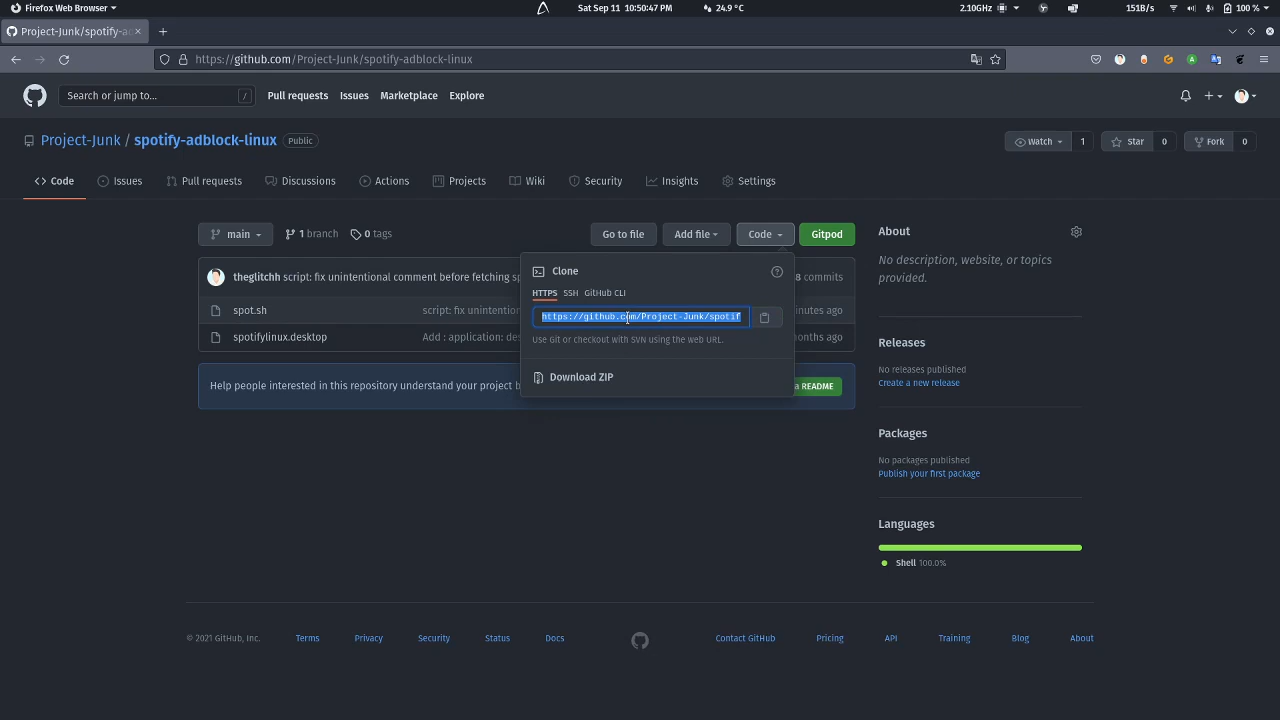 Firefox Web Browser
Sat Sep 11 10:50:47 PM
24.9 °C
2.10GHz
151B/s
100 %
Project-Junk/spotify-ad
https://github.com/Project-Junk/spotify-adblock-linux
Search or jump to... /
Pull requests Issues Marketplace Explore
Project-Junk / spotify-adblock-linux Public
Watch 1 Star 0 Fork 0
Code Issues Pull requests Discussions Actions Projects Wiki Security Insights Settings
main 1 branch 0 tags Go to file Add file Code Gitpod
theglitchh script: fix unintentional comment before fetching sp 8 commits
spot.sh script: fix unintention nutes ago
spotifylinux.desktop Add : application: des onths ago
Help people interested in this repository understand your project b a README
Clone
HTTPS SSH GitHub CLI
https://github.com/Project-Junk/spotif
Use Git or checkout with SVN using the web URL.
Download ZIP
About
No description, website, or topics
provided.
Releases
No releases published
Create a new release
Packages
No packages published
Publish your first package
Languages
Shell 100.0%
© 2021 GitHub, Inc. Terms Privacy Security Status Docs Contact GitHub Pricing API Training Blog About